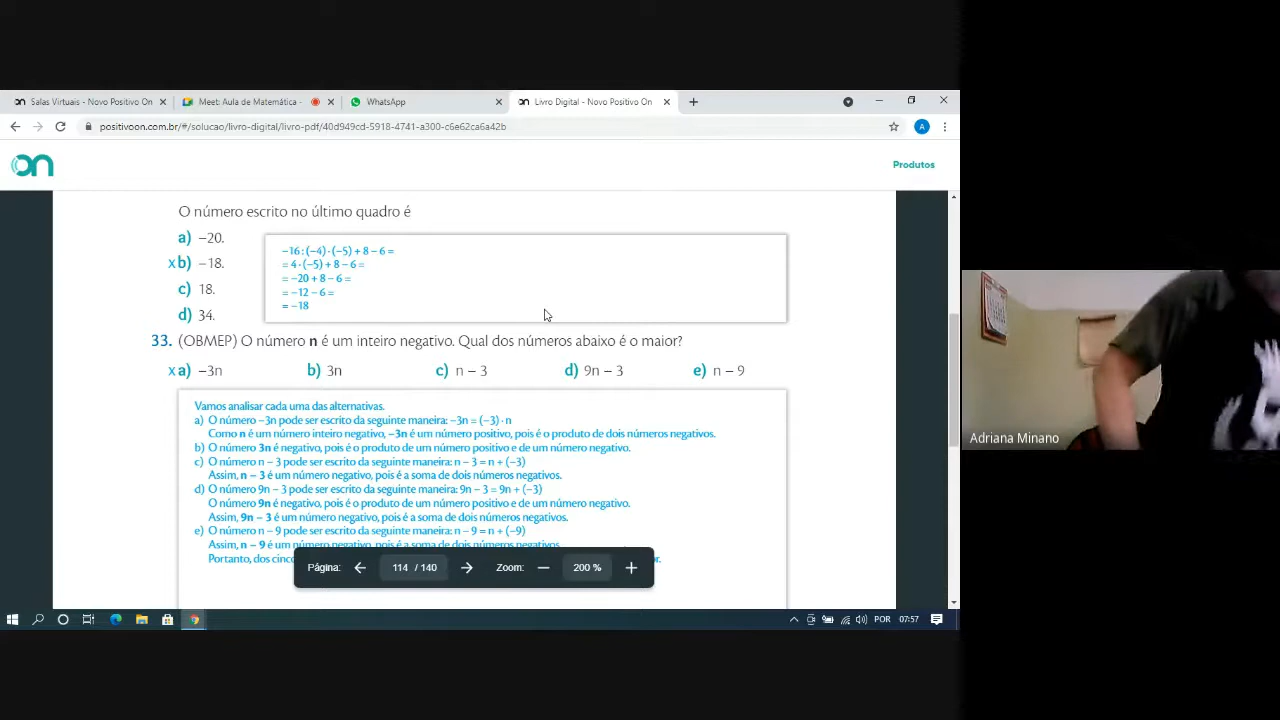 Salas Virtuais - Novo Positivo On
Meet: Aula de Matemática -
WhatsApp
Livro Digital - Novo Positivo On
positivoon.com.br/#/solucao/livro-digital/livro-pdf/40d949cd-5918-4741-a300-c6e62ca6a42b
A
on
Produtos
O número escrito no último quadro é
a) –20.
x b) –18.
c) 18.
d) 34.
–16 : (–4) · (–5) + 8 – 6 =
= 4 · (–5) + 8 – 6 =
= –20 + 8 – 6 =
= –12 – 6 =
= –18
33. (OBMEP) O número n é um inteiro negativo. Qual dos números abaixo é o maior?
x a) –3n b) 3n c) n – 3 d) 9n – 3 e) n – 9
Vamos analisar cada uma das alternativas.
a) O número –3n pode ser escrito da seguinte maneira: –3n = (–3) · n
Como n é um número inteiro negativo, –3n é um número positivo, pois é o produto de dois números negativos.
b) O número 3n é negativo, pois é o produto de um número positivo e de um número negativo.
c) O número n – 3 pode ser escrito da seguinte maneira: n – 3 = n + (–3)
Assim, n – 3 é um número negativo, pois é a soma de dois números negativos.
d) O número 9n – 3 pode ser escrito da seguinte maneira: 9n – 3 = 9n + (–3)
O número 9n é negativo, pois é o produto de um número positivo e de um número negativo.
Assim, 9n – 3 é um número negativo, pois é a soma de dois números negativos.
e) O número n – 9 pode ser escrito da seguinte maneira: n – 9 = n + (–9)
Assim, n – 9 é um número negativo, pois é a soma de dois números negativos.
Portanto, dos cinc
Página: 114 / 140 Zoom: 200 %
POR 07:57
Adriana Minano